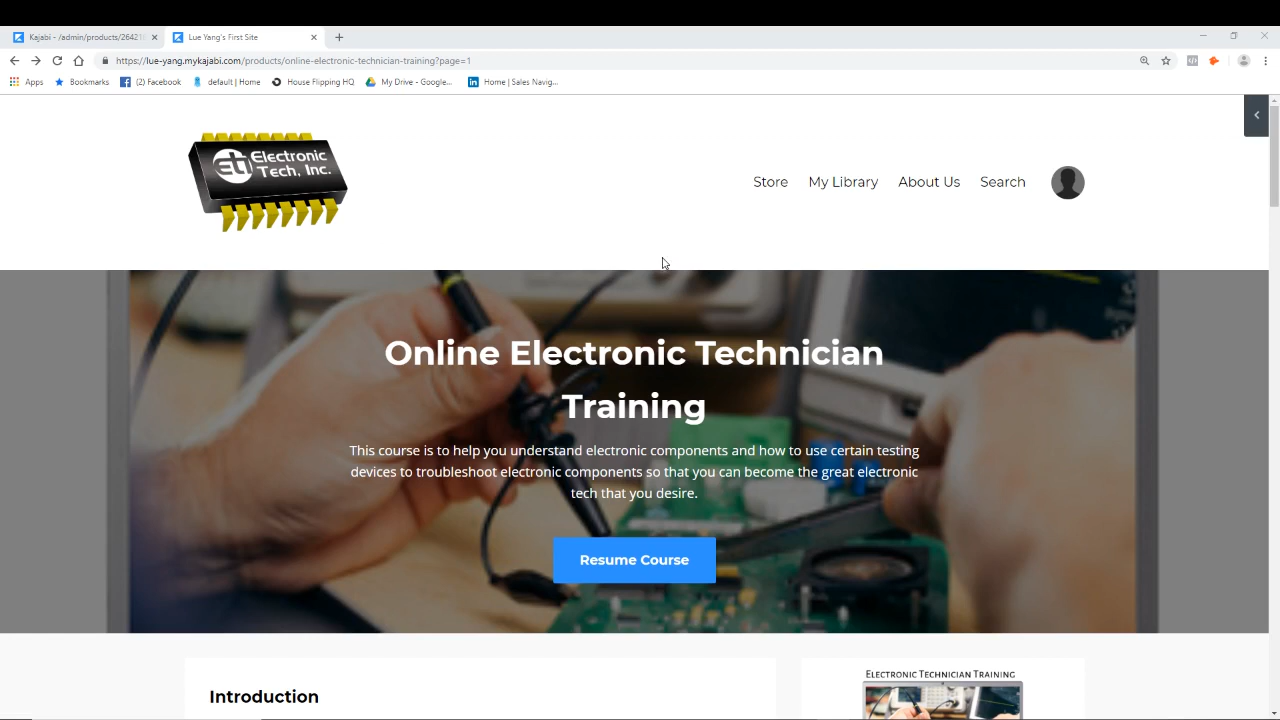 Kajabi - /admin/products/26421
Lue Yang's First Site
https://lue-yang.mykajabi.com/products/online-electronic-technician-training?page=1
Apps
Bookmarks
(2) Facebook
default | Home
House Flipping HQ
My Drive - Google...
Home | Sales Navig...
eti Electronic
Tech, Inc.
Store
My Library
About Us
Search
Online Electronic Technician
Training
This course is to help you understand electronic components and how to use certain testing
devices to troubleshoot electronic components so that you can become the great electronic
tech that you desire.
Resume Course
Introduction
Electronic Technician Training